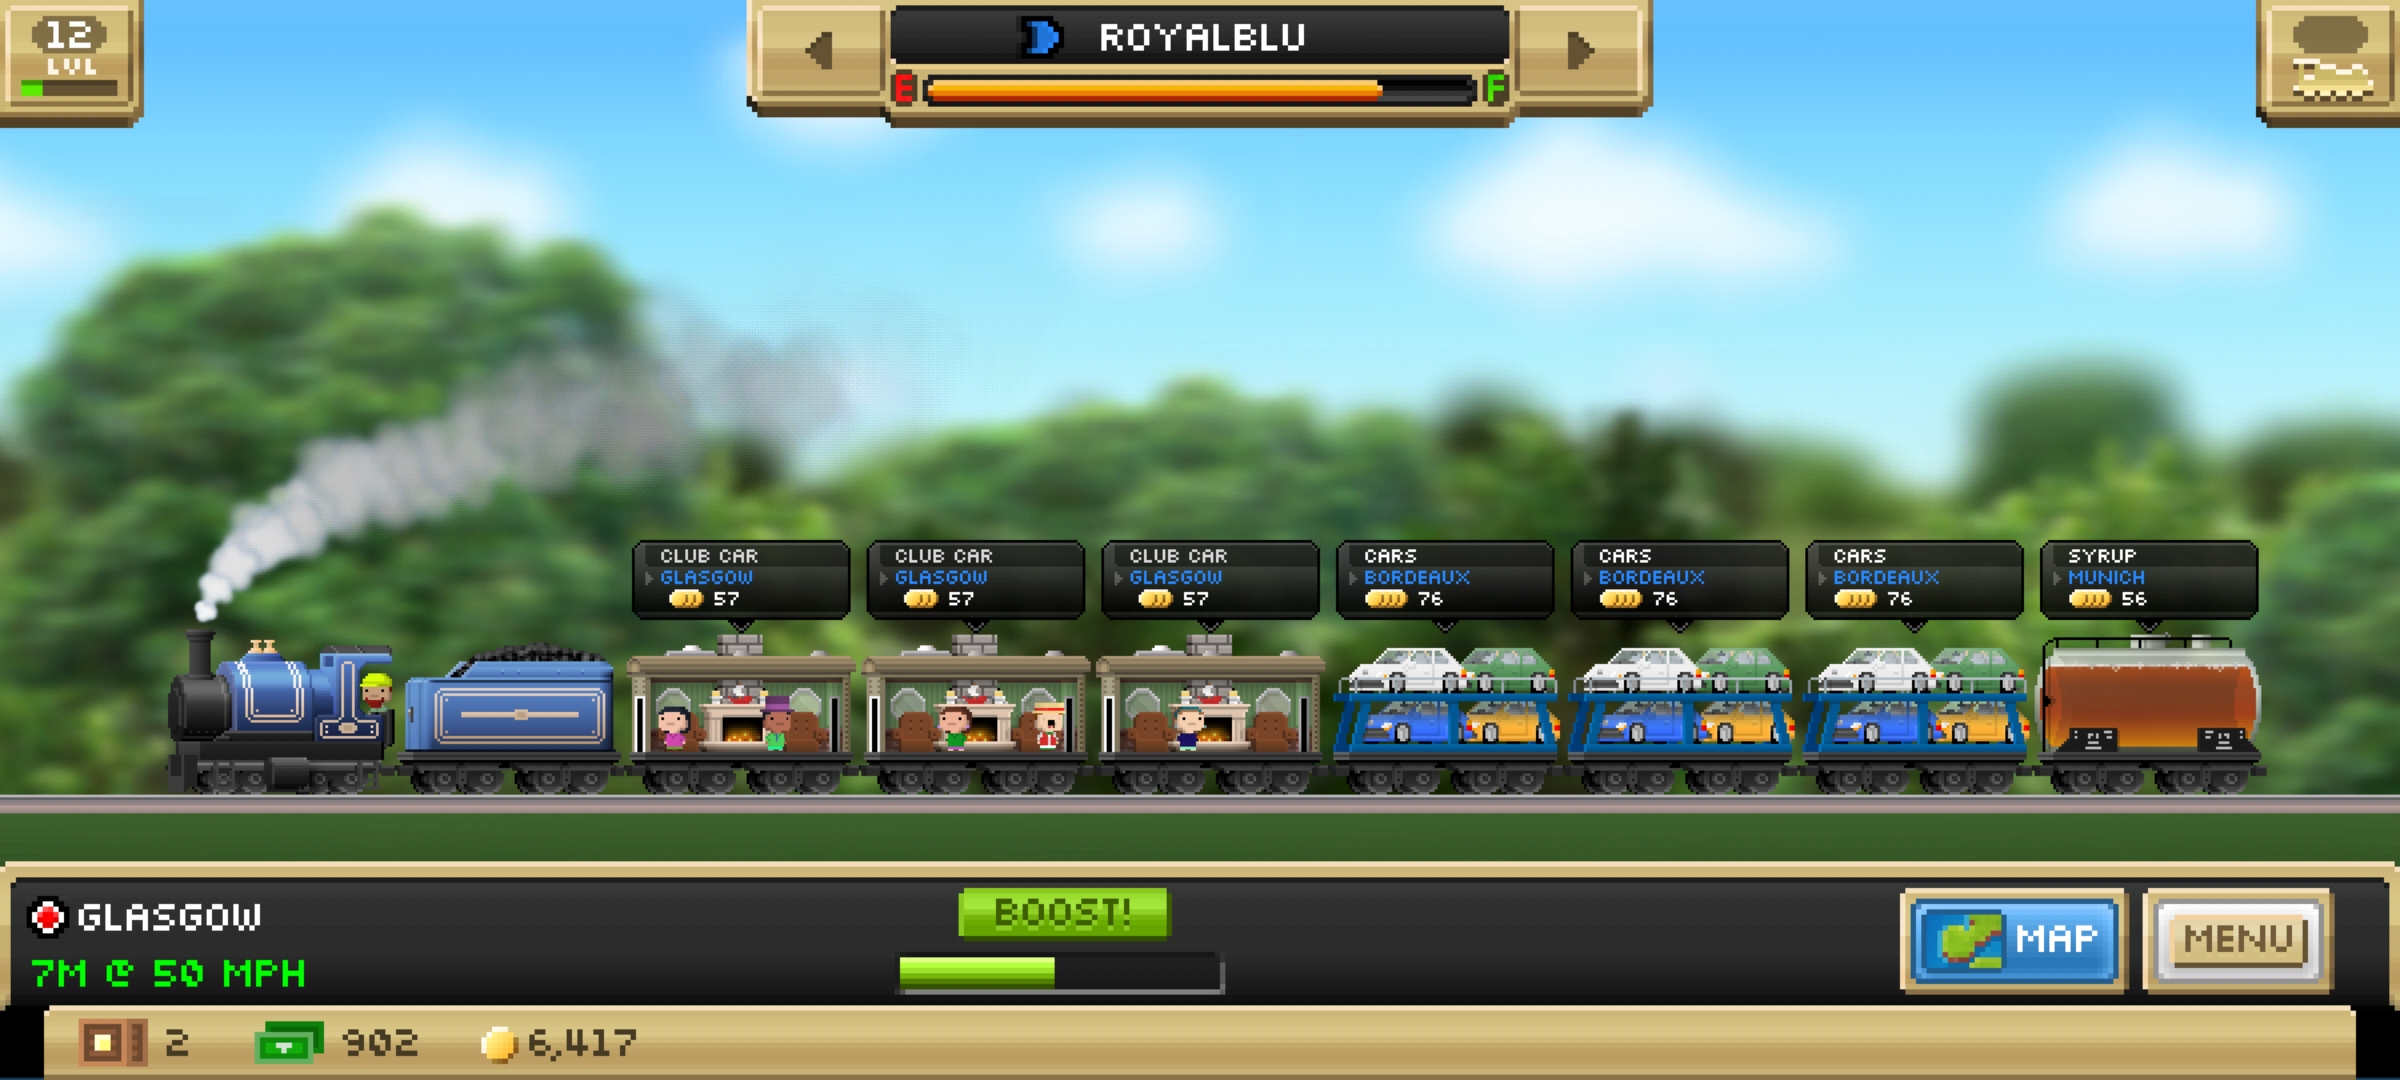 12
LVL
ROYALBLU
E F
CLUB CAR
GLASGOW
57
CLUB CAR
GLASGOW
57
CLUB CAR
GLASGOW
57
CARS
BORDEAUX
76
CARS
BORDEAUX
76
CARS
BORDEAUX
76
SYRUP
MUNICH
56
GLASGOW
7M @ 50 MPH
BOOST!
MAP
MENU
2
902
6,417